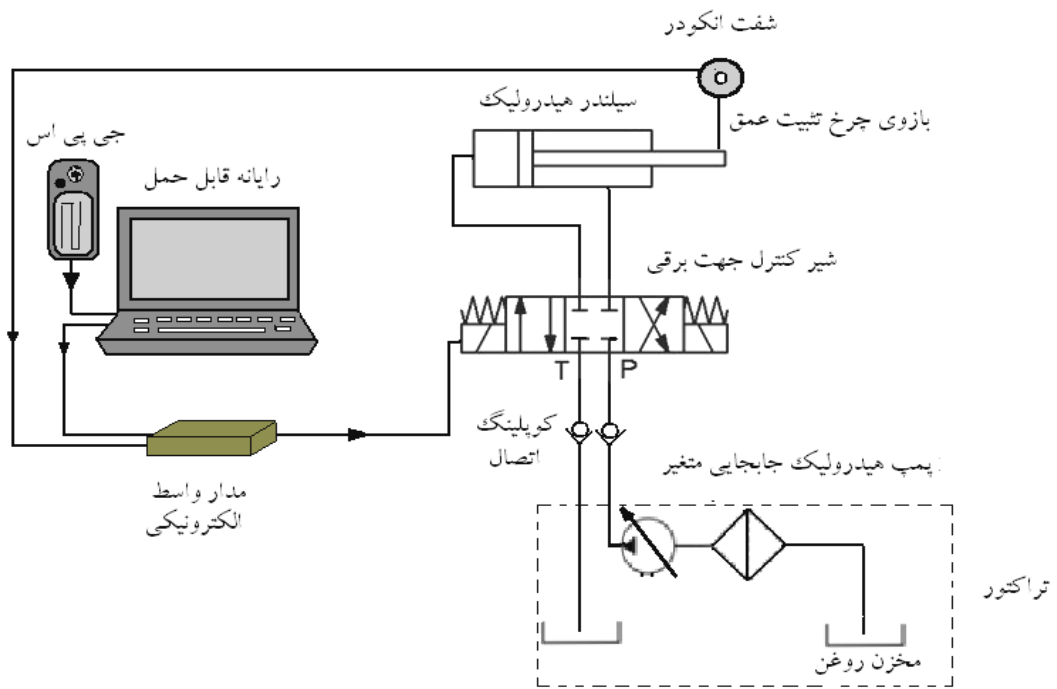 شفت انکودر
سیلندر هیدرولیک
بازوی چرخ تثبیت عمق
جی پی اس
رایانه قابل حمل
شیر کنترل جهت برقی
T P
کوپلینگ
اتصال
پمپ هیدرولیک جابجایی متغیر
مدار واسط
الکترونیکی
تراکتور
مخزن روغن